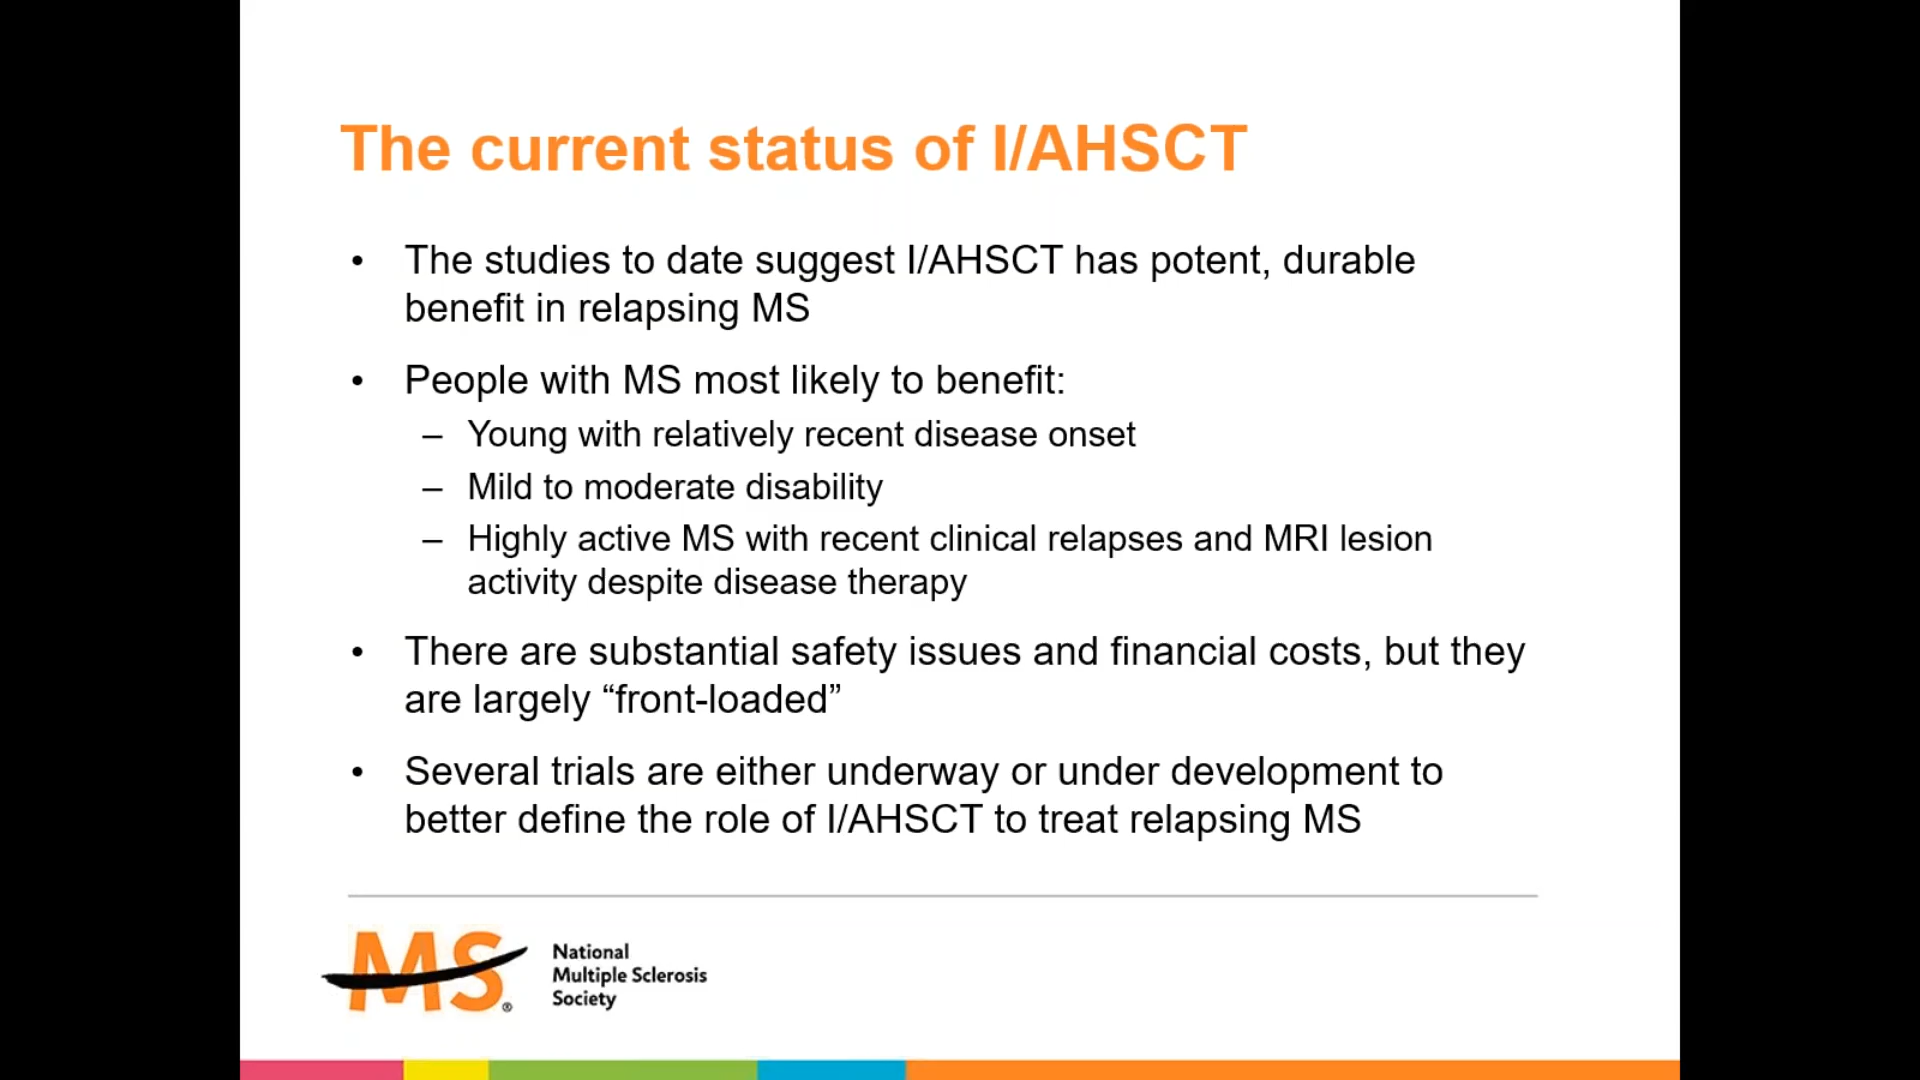 The current status of I/AHSCT
• The studies to date suggest I/AHSCT has potent, durable
benefit in relapsing MS
• People with MS most likely to benefit:
– Young with relatively recent disease onset
– Mild to moderate disability
– Highly active MS with recent clinical relapses and MRI lesion
activity despite disease therapy
• There are substantial safety issues and financial costs, but they
are largely “front-loaded”
• Several trials are either underway or under development to
better define the role of I/AHSCT to treat relapsing MS
MS®
National
Multiple Sclerosis
Society